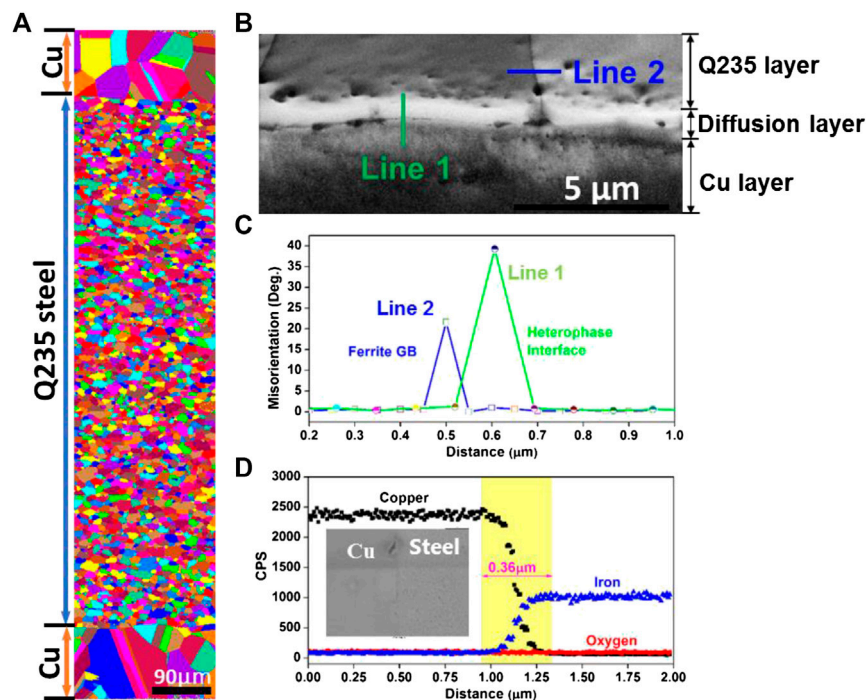 A
Cu
Q235 steel
Cu
90μm
B
Line 2
Line 1
5 μm
Q235 layer
Diffusion layer
Cu layer
C
Misorientation (Deg.)
40
35
30
25
20
15
10
5
0
Line 1
Line 2
Ferrite GB
Heterophase
Interface
0.2 0.3 0.4 0.5 0.6 0.7 0.8 0.9 1.0
Distance (μm)
D
CPS
3000
2500
2000
1500
1000
500
0
Copper
Cu Steel
0.36μm
Iron
Oxygen
0.00 0.25 0.50 0.75 1.00 1.25 1.50 1.75 2.00
Distance (μm)